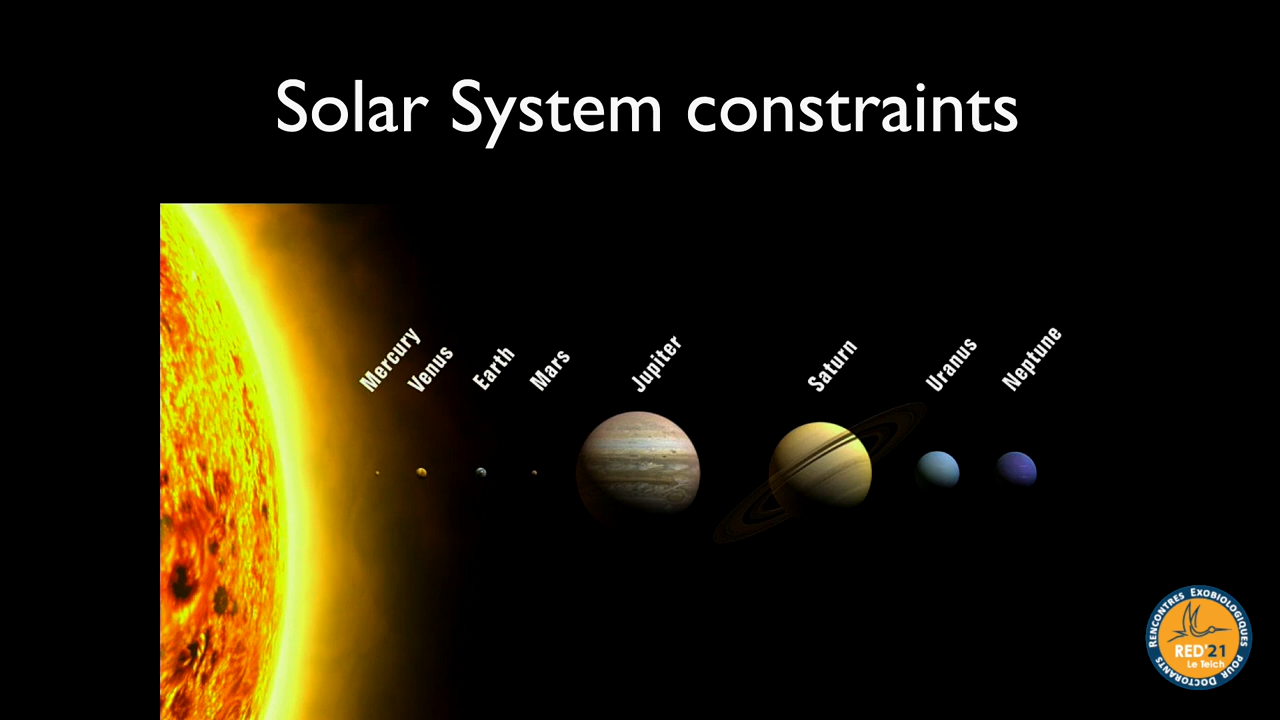 Solar System constraints
Mercury
Venus
Earth
Mars
Jupiter
Saturn
Uranus
Neptune
RENCONTRES EXOBIOLOGIQUES POUR DOCTORANTS
RED'21
Le Teich